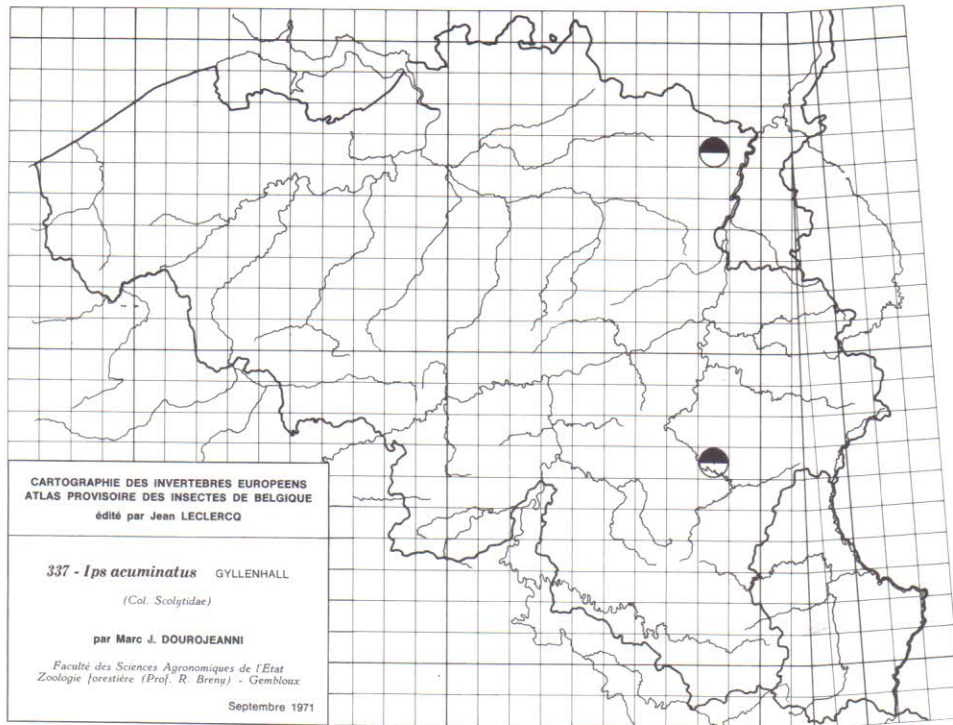 CARTOGRAPHIE DES INVERTEBRES EUROPEENS
ATLAS PROVISOIRE DES INSECTES DE BELGIQUE
édité par Jean LECLERCQ
337 - Ips acuminatus GYLLENHALL
(Col. Scolytidae)
par Marc J. DOUROJEANNI
Faculté des Sciences Agronomiques de l'Etat
Zoologie forestière (Prof. R. Breny) - Gembloux
Septembre 1971